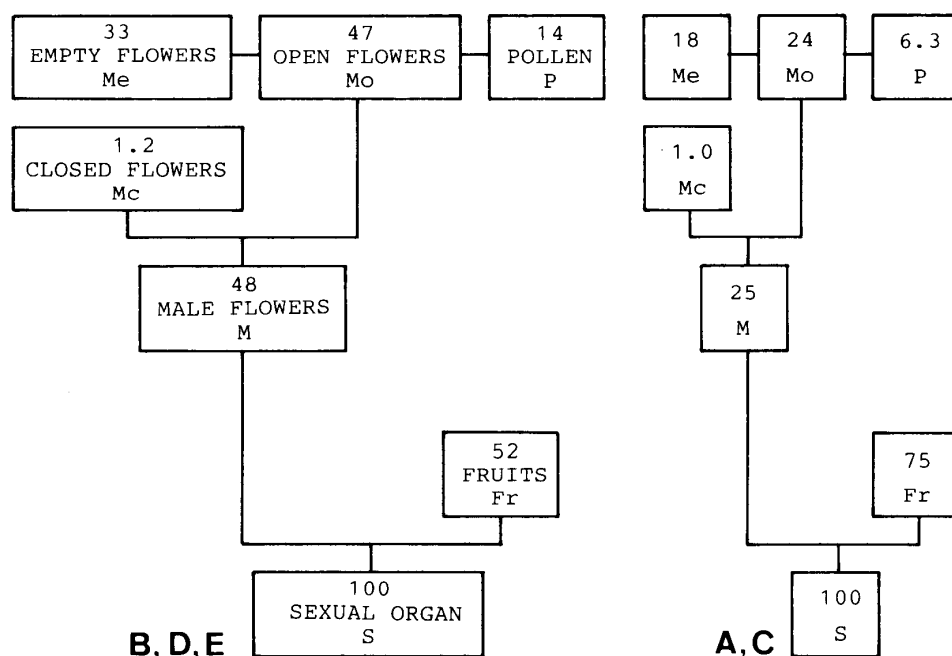 33
EMPTY FLOWERS
Me
47
OPEN FLOWERS
Mo
14
POLLEN
P
1.2
CLOSED FLOWERS
Mc
48
MALE FLOWERS
M
52
FRUITS
Fr
100
SEXUAL ORGAN
S
B, D, E
18
Me
24
Mo
6.3
P
1.0
Mc
25
M
75
Fr
100
S
A, C